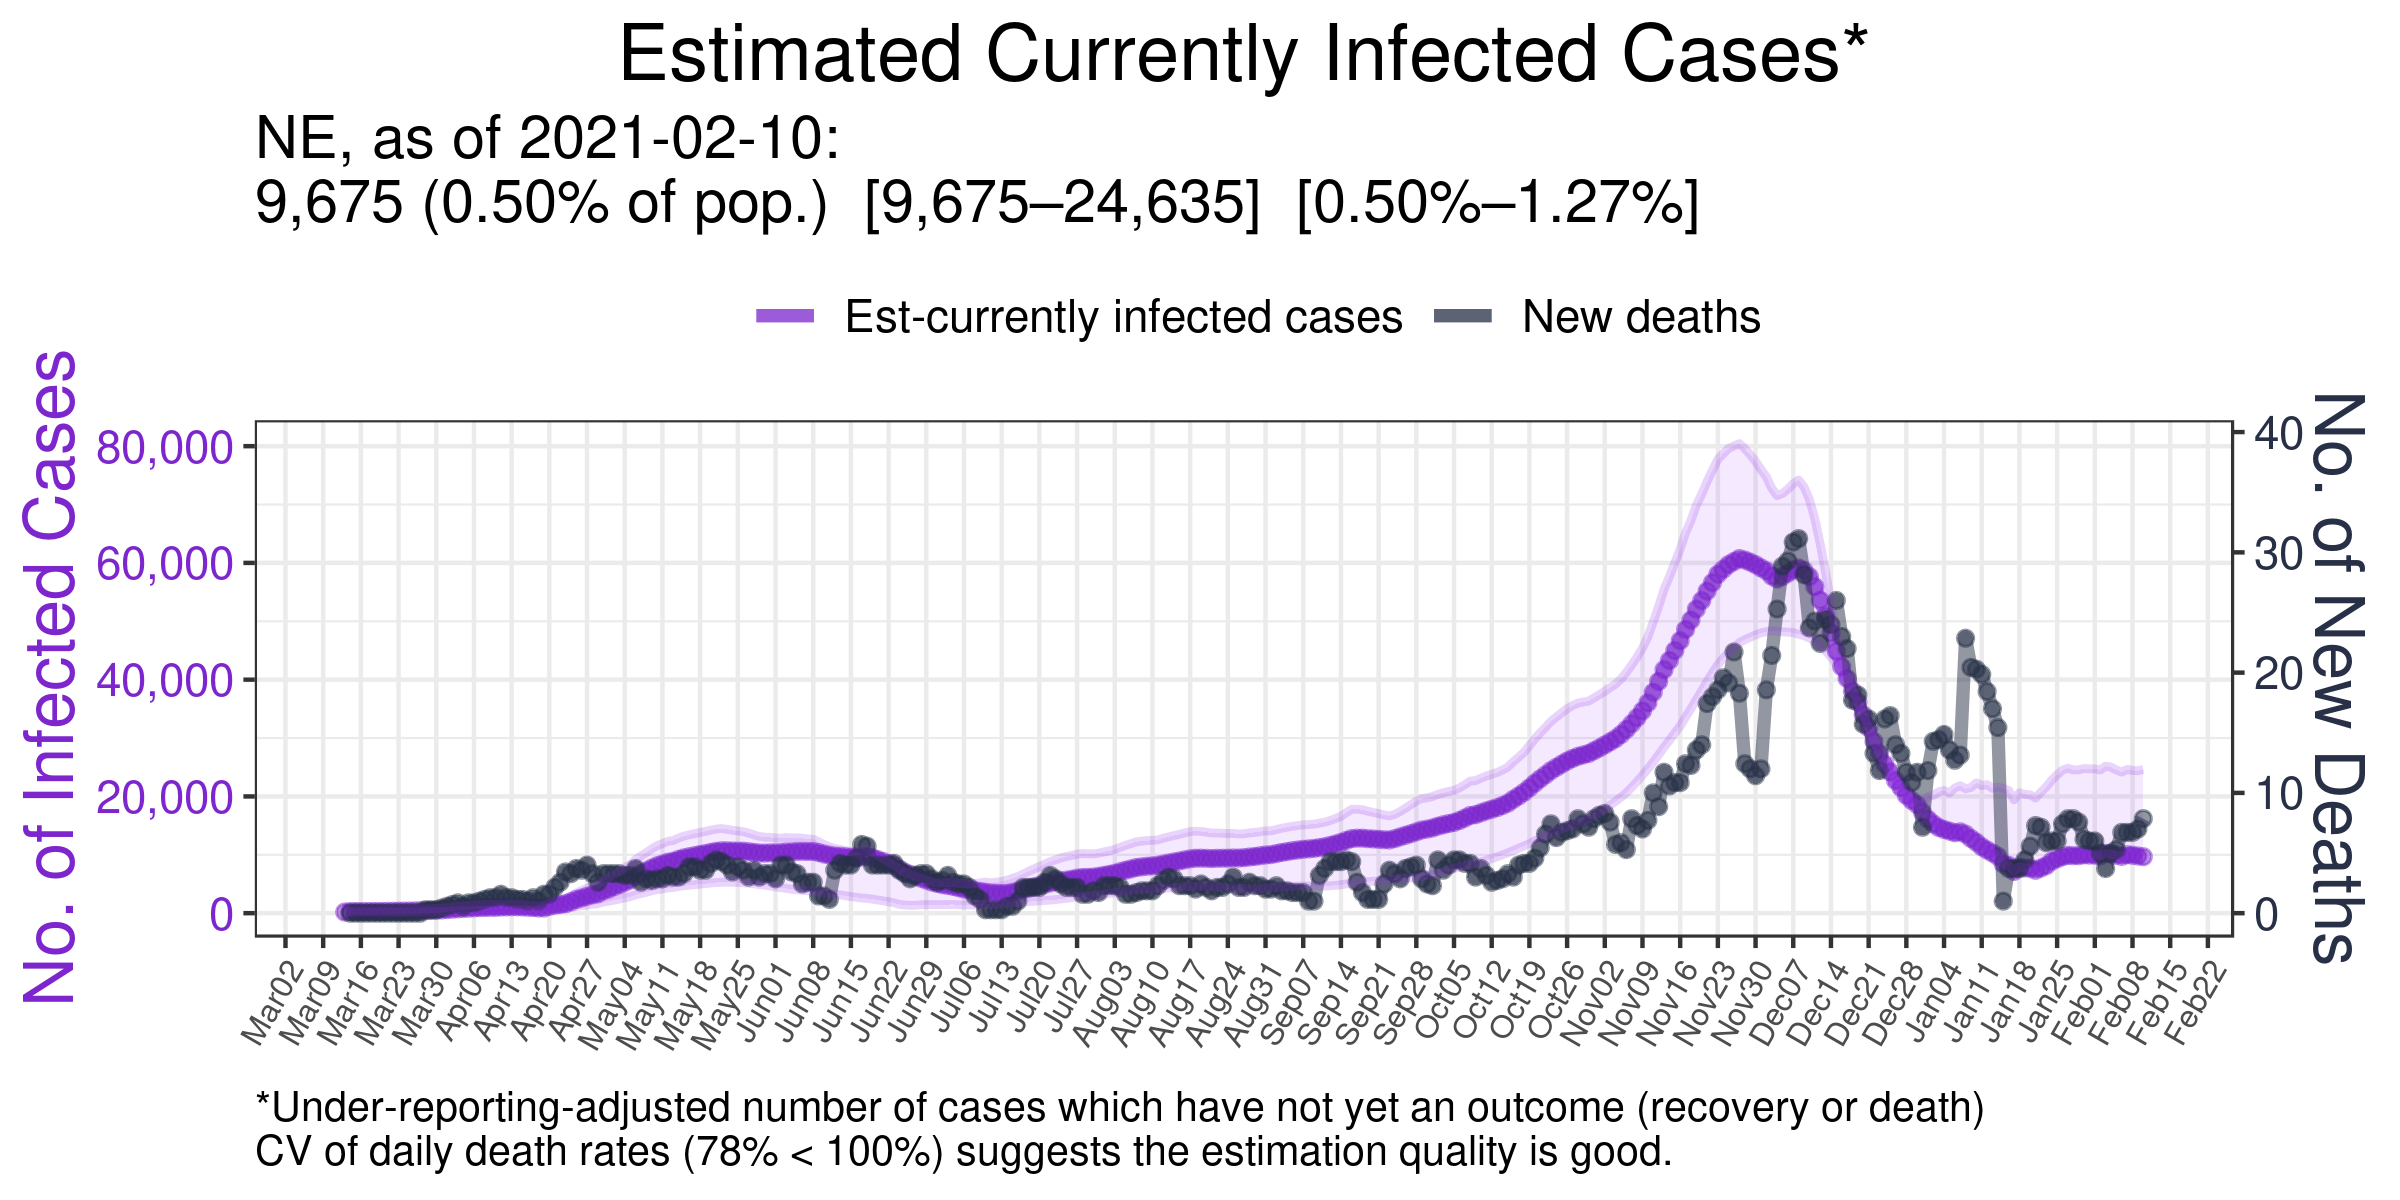 Estimated Currently Infected Cases*
NE, as of 2021-02-10:
9,675 (0.50% of pop.) [9,675–24,635] [0.50%–1.27%]
Est-currently infected cases
New deaths
No. of Infected Cases
80,000
60,000
40,000
20,000
0
40
30
20
10
0
No. of New Deaths
Mar02
Mar09
Mar16
Mar23
Mar30
Apr06
Apr13
Apr20
Apr27
May04
May11
May18
May25
Jun01
Jun08
Jun15
Jun22
Jun29
Jul06
Jul13
Jul20
Jul27
Aug03
Aug10
Aug17
Aug24
Aug31
Sep07
Sep14
Sep21
Sep28
Oct05
Oct12
Oct19
Oct26
Nov02
Nov09
Nov16
Nov23
Nov30
Dec07
Dec14
Dec21
Dec28
Jan04
Jan11
Jan18
Jan25
Feb01
Feb08
Feb15
Feb22
*Under-reporting-adjusted number of cases which have not yet an outcome (recovery or death)
CV of daily death rates (78% < 100%) suggests the estimation quality is good.